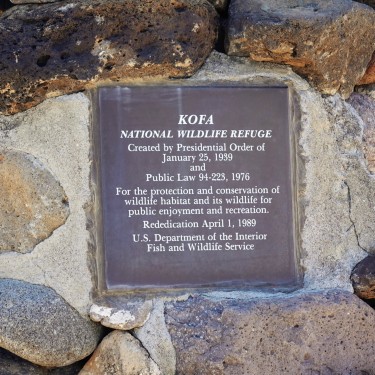 KOFA
NATIONAL WILDLIFE REFUGE
Created by Presidential Order of
January 25, 1939
and
Public Law 94-223, 1976
For the protection and conservation of
wildlife habitat and its wildlife for
public enjoyment and recreation.
Rededication April 1, 1989
U.S. Department of the Interior
Fish and Wildlife Service